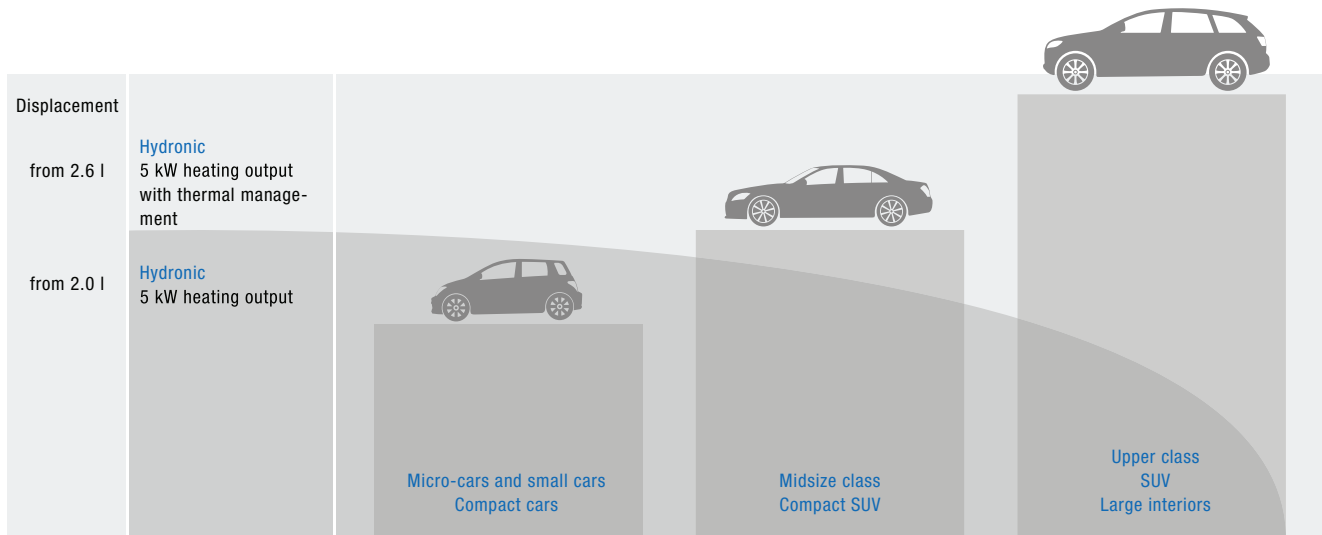 Displacement
from 2.6 l
Hydronic
5 kW heating output
with thermal manage-
ment
from 2.0 l
Hydronic
5 kW heating output
Micro-cars and small cars
Compact cars
Midsize class
Compact SUV
Upper class
SUV
Large interiors